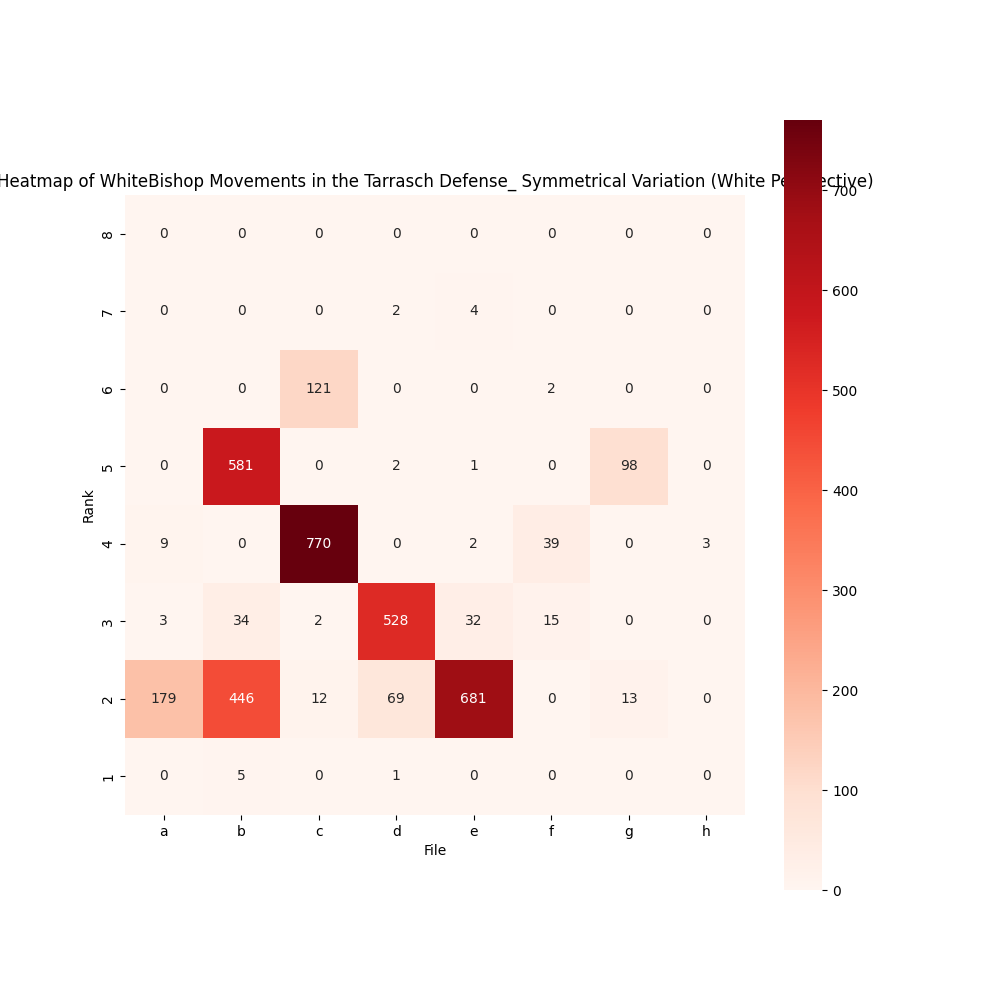 Heatmap of WhiteBishop Movements in the Tarrasch Defense_ Symmetrical Variation (White Perspective)
8 0 0 0 0 0 0 0 0
7 0 0 0 2 4 0 0 0
6 0 0 121 0 0 2 0 0
5 0 581 0 2 1 0 98 0
4 9 0 770 0 2 39 0 3
3 3 34 2 528 32 15 0 0
2 179 446 12 69 681 0 13 0
1 0 5 0 1 0 0 0 0
a b c d e f g h
File
Rank
700
600
500
400
300
200
100
0